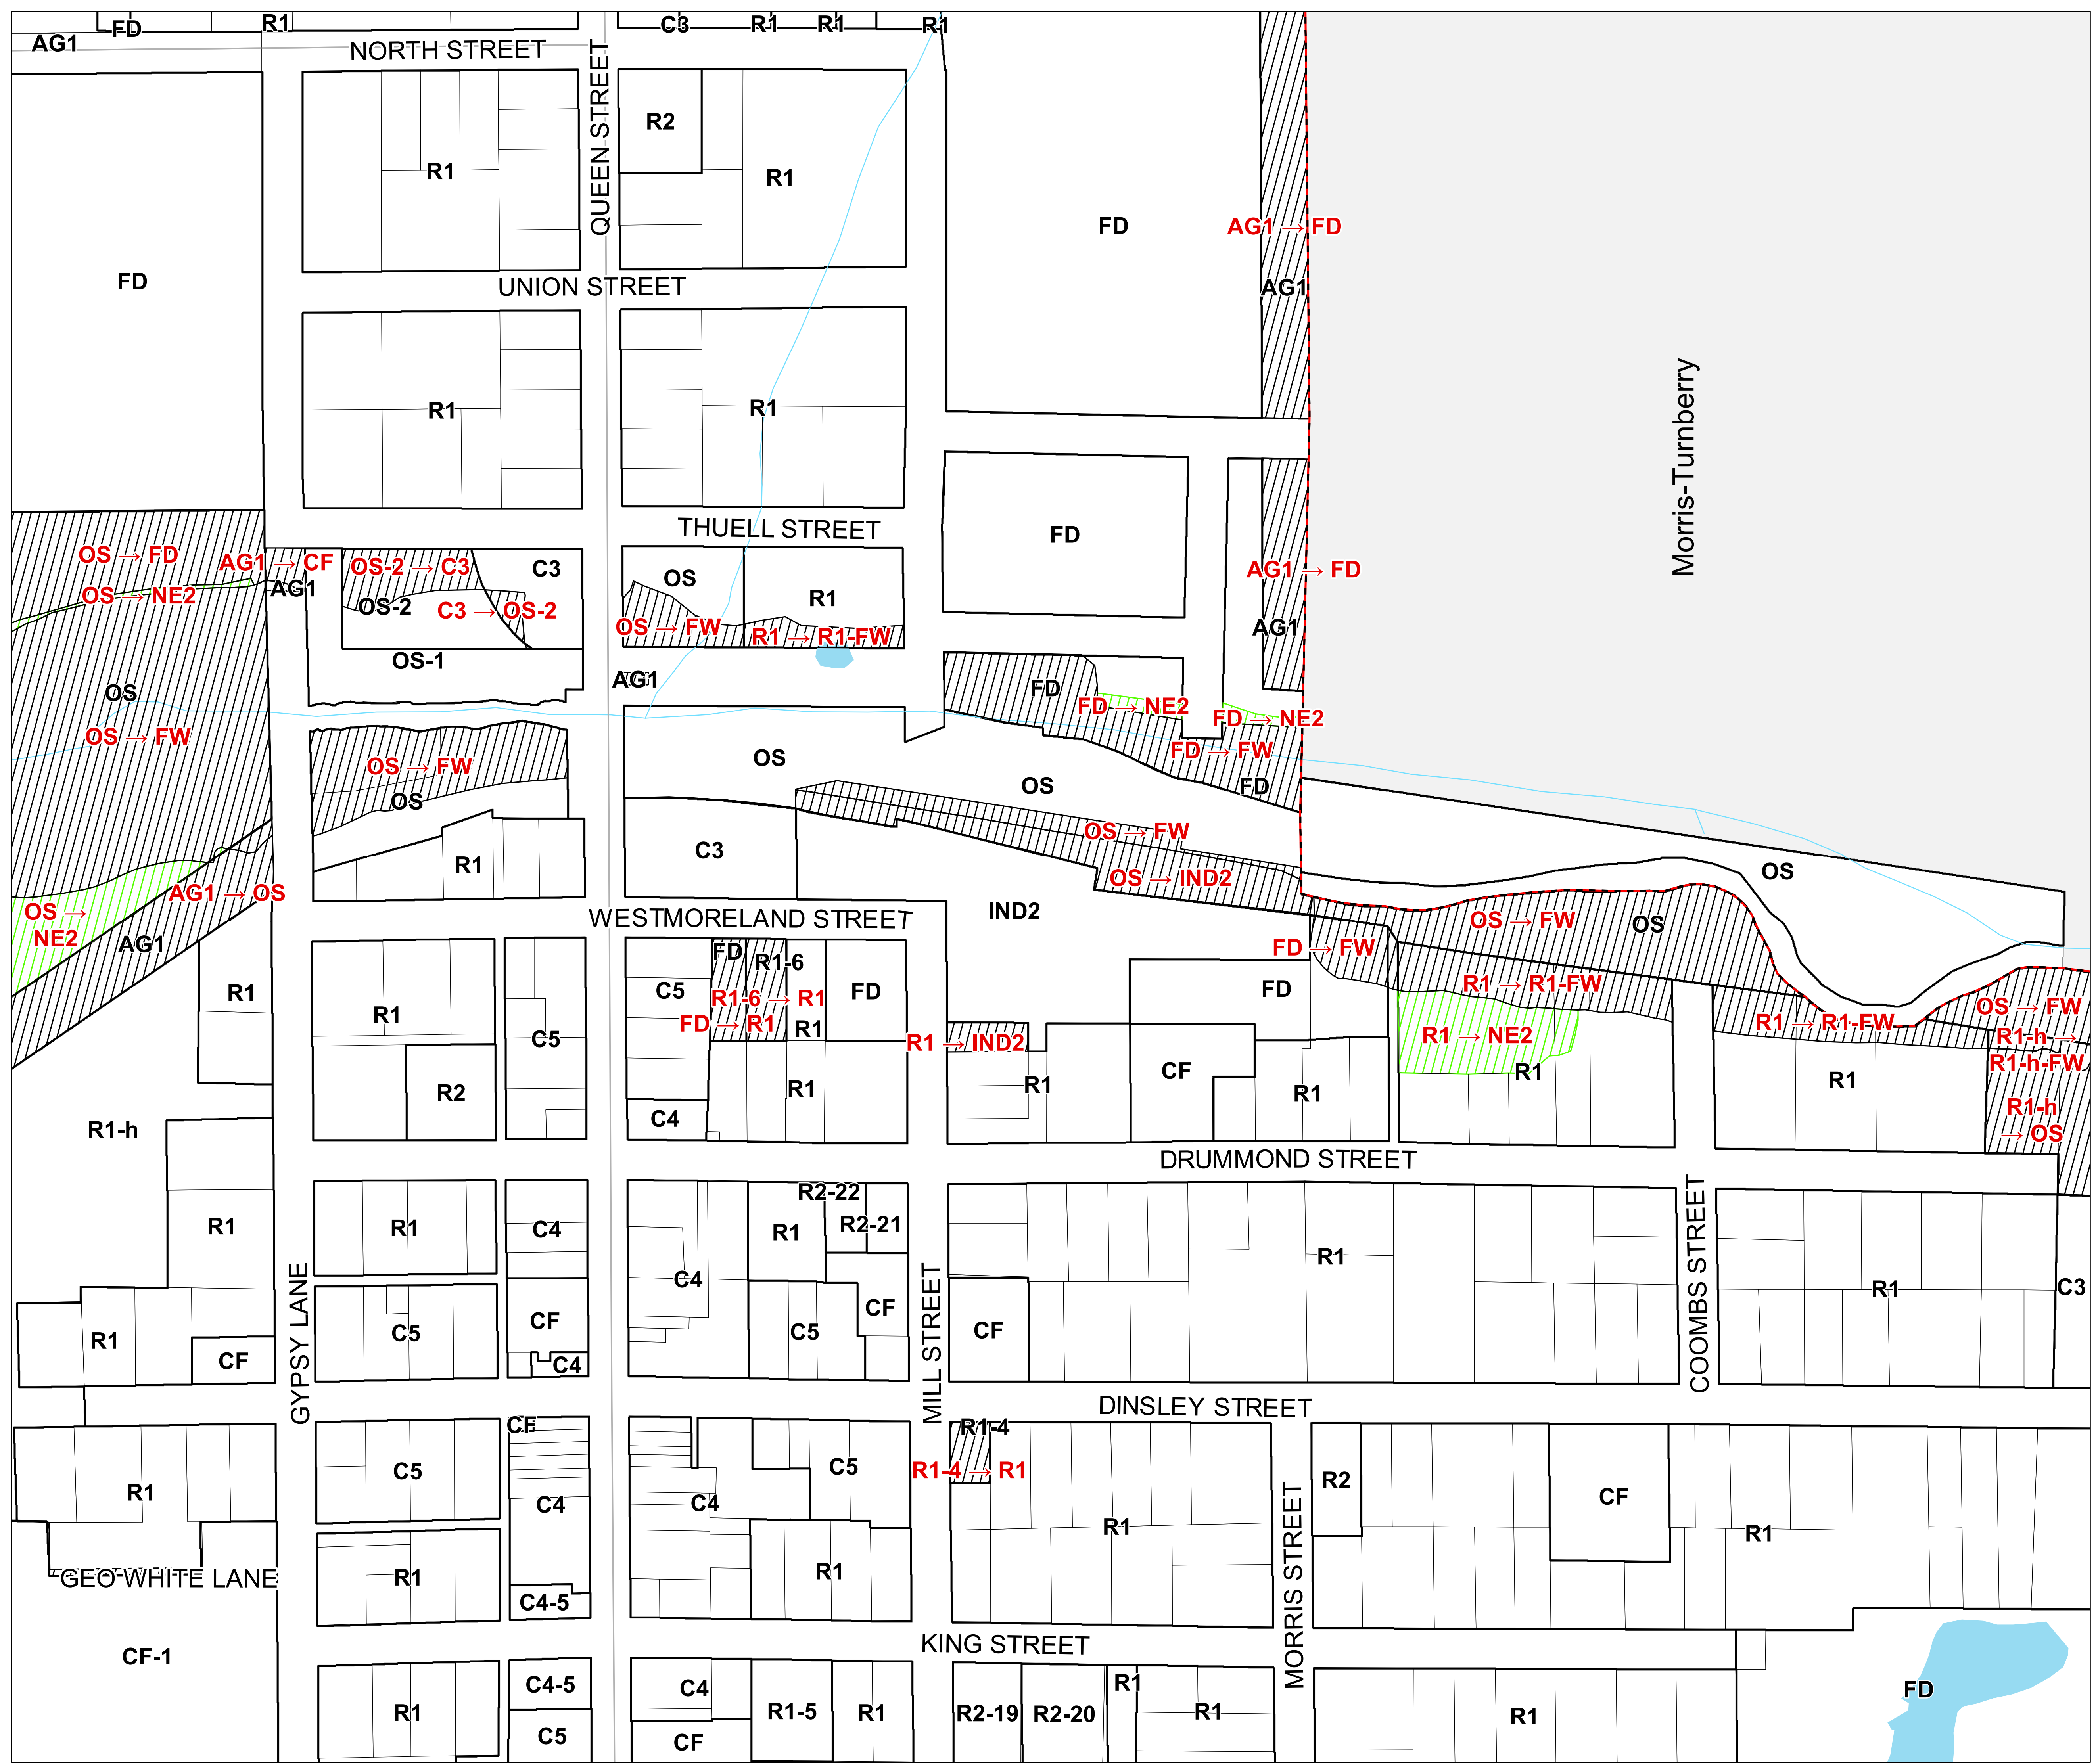 AG1
FD
R1
C3
R1
R1
R1
NORTH STREET
QUEEN STREET
R1
R2
R1
FD
FD
AG1 → FD
AG1
UNION STREET
R1
R1
Morris-Turnberry
THUELL STREET
FD
OS → FD
AG1 → CF
AG1
OS → NE2
OS-2 → C3
C3
OS-2
C3 → OS-2
OS-1
OS
R1
OS → FW
R1 → R1-FW
AG1
AG1 → FD
AG1
OS
OS → FW
OS → FW
OS
FD
FD → NE2
FD → NE2
FD → FW
FD
OS
OS
OS → FW
OS → IND2
C3
R1
OS
OS →
NE2
AG1 → OS
AG1
WESTMORELAND STREET
IND2
OS → FW
OS
FD → FW
R1 → R1-FW
R1
R1
C5
C5
FD
R1-6
R1-6 → R1
FD → R1
R1
FD
FD
R1 → IND2
R1
R1 → NE2
R1
R1 → R1-FW
OS → FW
R1-h →
R1-h-FW
R1-h
→ OS
R2
C4
R1
CF
R1
R1
R1-h
DRUMMOND STREET
R1
R1
C4
C4
R2-22
R1
R2-21
R1
R1
C3
COOMBS STREET
GYPSY LANE
MILL STREET
R1
CF
C5
CF
C4
C5
CF
CF
DINSLEY STREET
R1
C5
CF
C4
C4
C5
R1-4
R1-4 → R1
R1
R2
CF
R1
MORRIS STREET
GEO WHITE LANE
R1
C4-5
R1
KING STREET
CF-1
R1
C4-5
C5
C4
CF
R1-5
R1
R2-19
R2-20
R1
R1
R1
FD